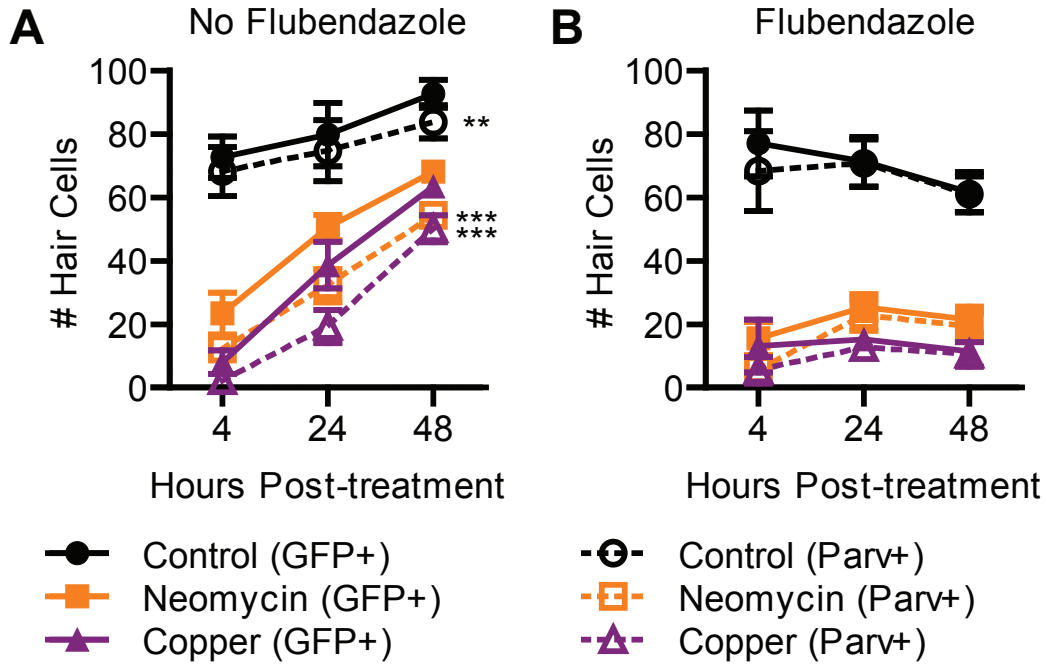 A No Flubendazole
B Flubendazole
# Hair Cells
100
80
60
40
20
0
**
***
***
4 24 48
Hours Post-treatment
# Hair Cells
100
80
60
40
20
0
4 24 48
Hours Post-treatment
Control (GFP+)
Neomycin (GFP+)
Copper (GFP+)
Control (Parv+)
Neomycin (Parv+)
Copper (Parv+)